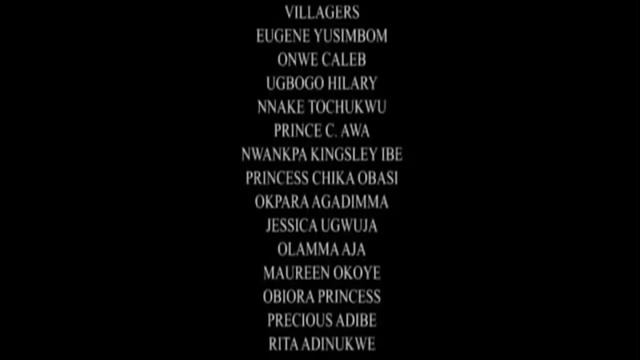 VILLAGERS
EUGENE YUSIMBOM
ONWE CALEB
UGBOGO HILARY
NNAKE TOCHUKWU
PRINCE C. AWA
NWANKPA KINGSLEY IBE
PRINCESS CHIKA OBASI
OKPARA AGADIMMA
JESSICA UGWUJA
OLAMMA AJA
MAUREEN OKOYE
OBIORA PRINCESS
PRECIOUS ADIBE
RITA ADINUKWE